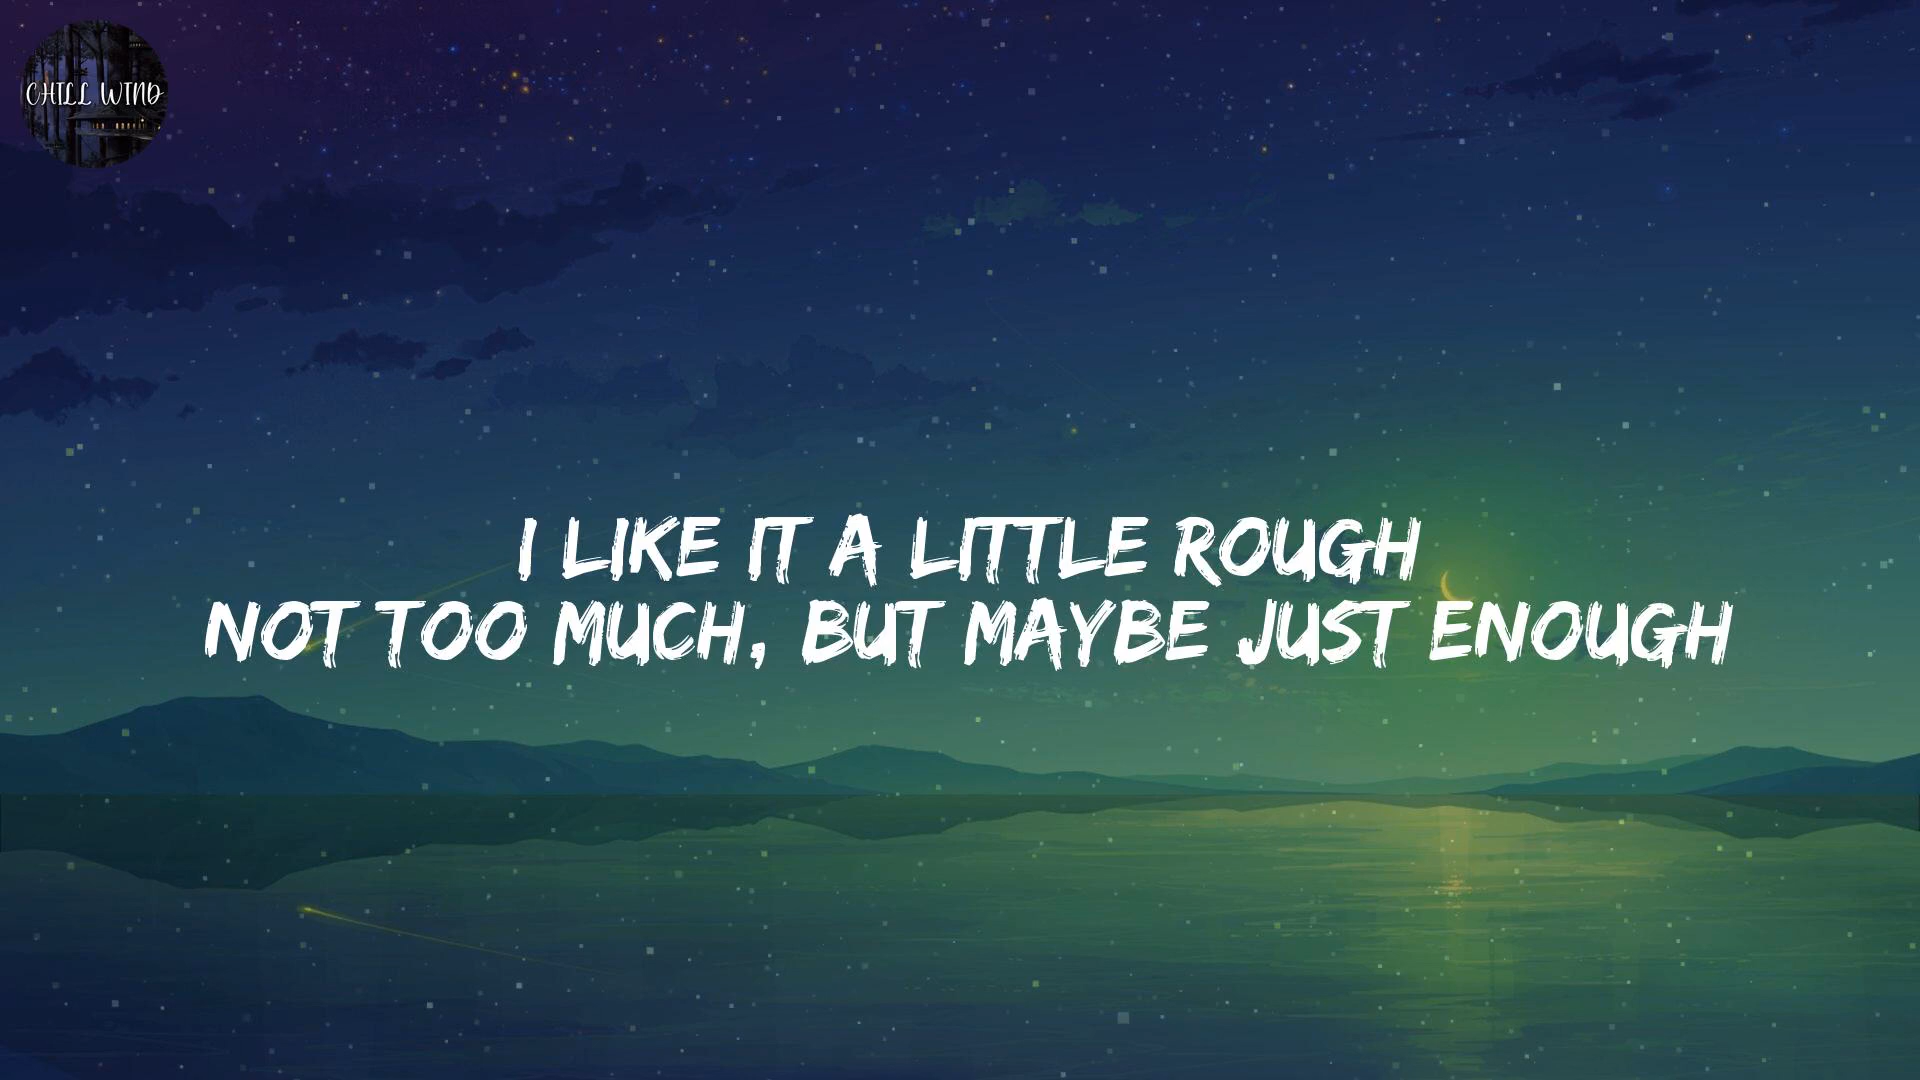 CHILL WIND
I LIKE IT A LITTLE ROUGH
NOT TOO MUCH, BUT MAYBE JUST ENOUGH